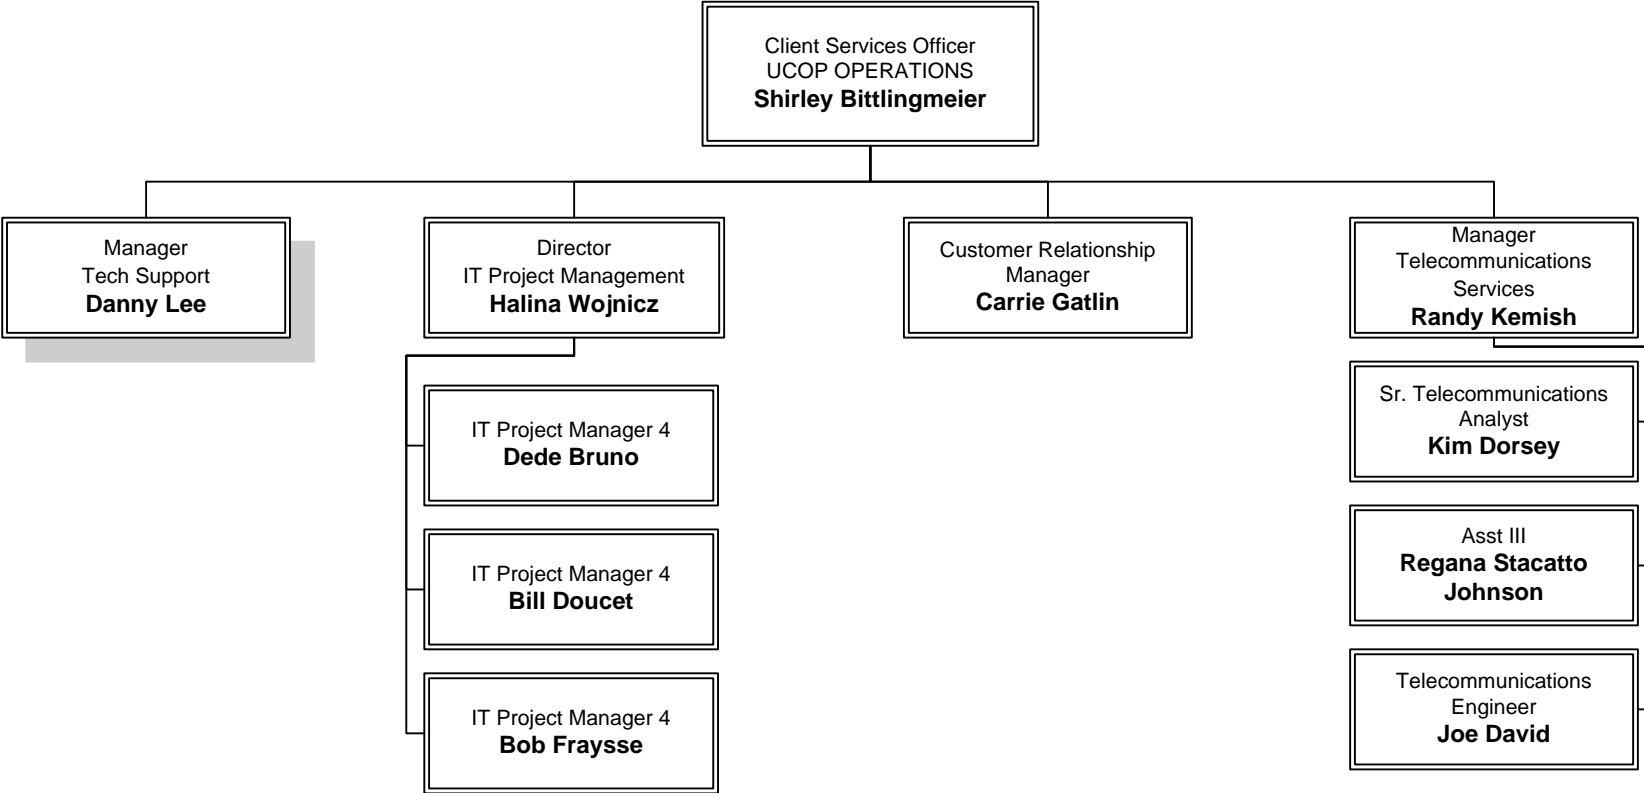 Client Services Officer
UCOP OPERATIONS
Shirley Bittlingmeier
Manager
Tech Support
Danny Lee
Director
IT Project Management
Halina Wojnicz
Customer Relationship
Manager
Carrie Gatlin
Manager
Telecommunications
Services
Randy Kemish
IT Project Manager 4
Dede Bruno
IT Project Manager 4
Bill Doucet
IT Project Manager 4
Bob Fraysse
Sr. Telecommunications
Analyst
Kim Dorsey
Asst III
Regana Stacatto
Johnson
Telecommunications
Engineer
Joe David